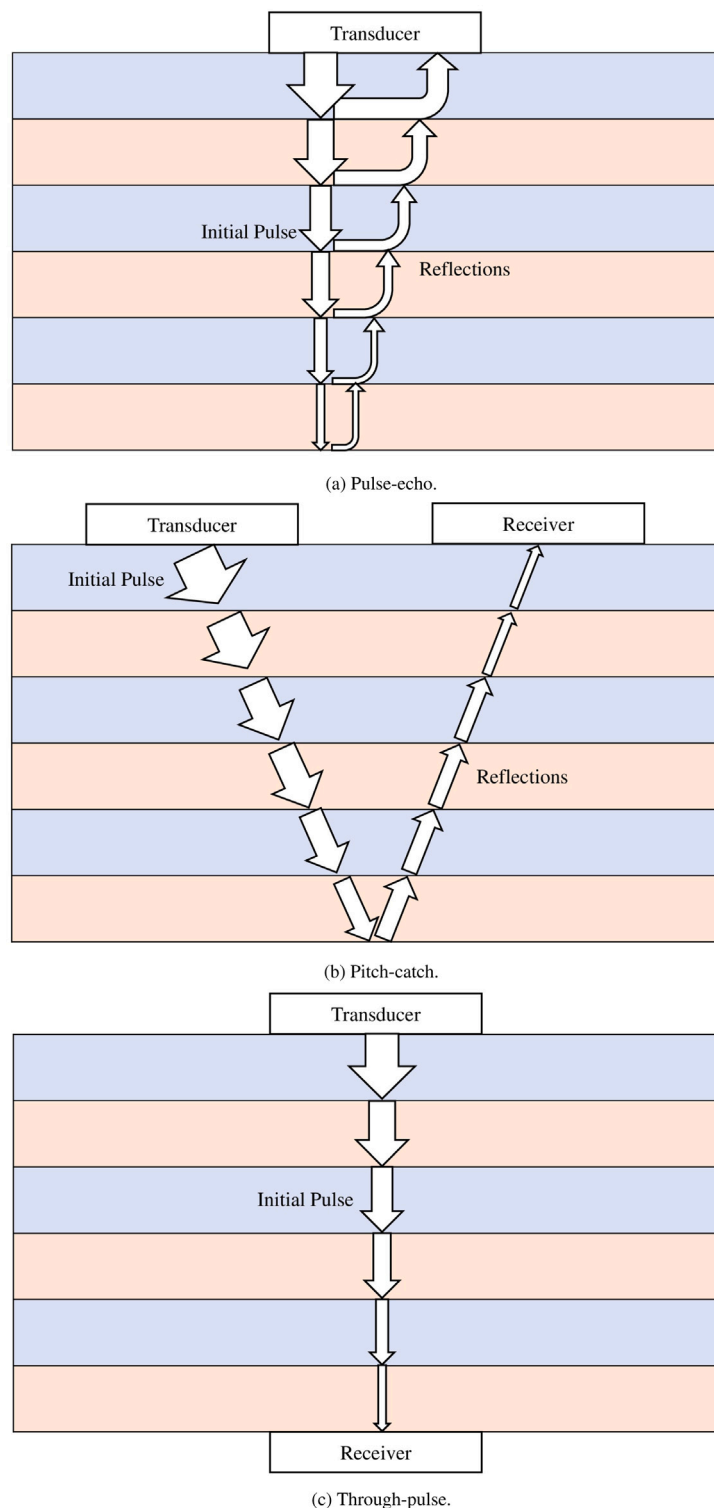 Transducer
Initial Pulse
Reflections
(a) Pulse-echo.
Transducer
Receiver
Initial Pulse
Reflections
(b) Pitch-catch.
Transducer
Initial Pulse
Receiver
(c) Through-pulse.